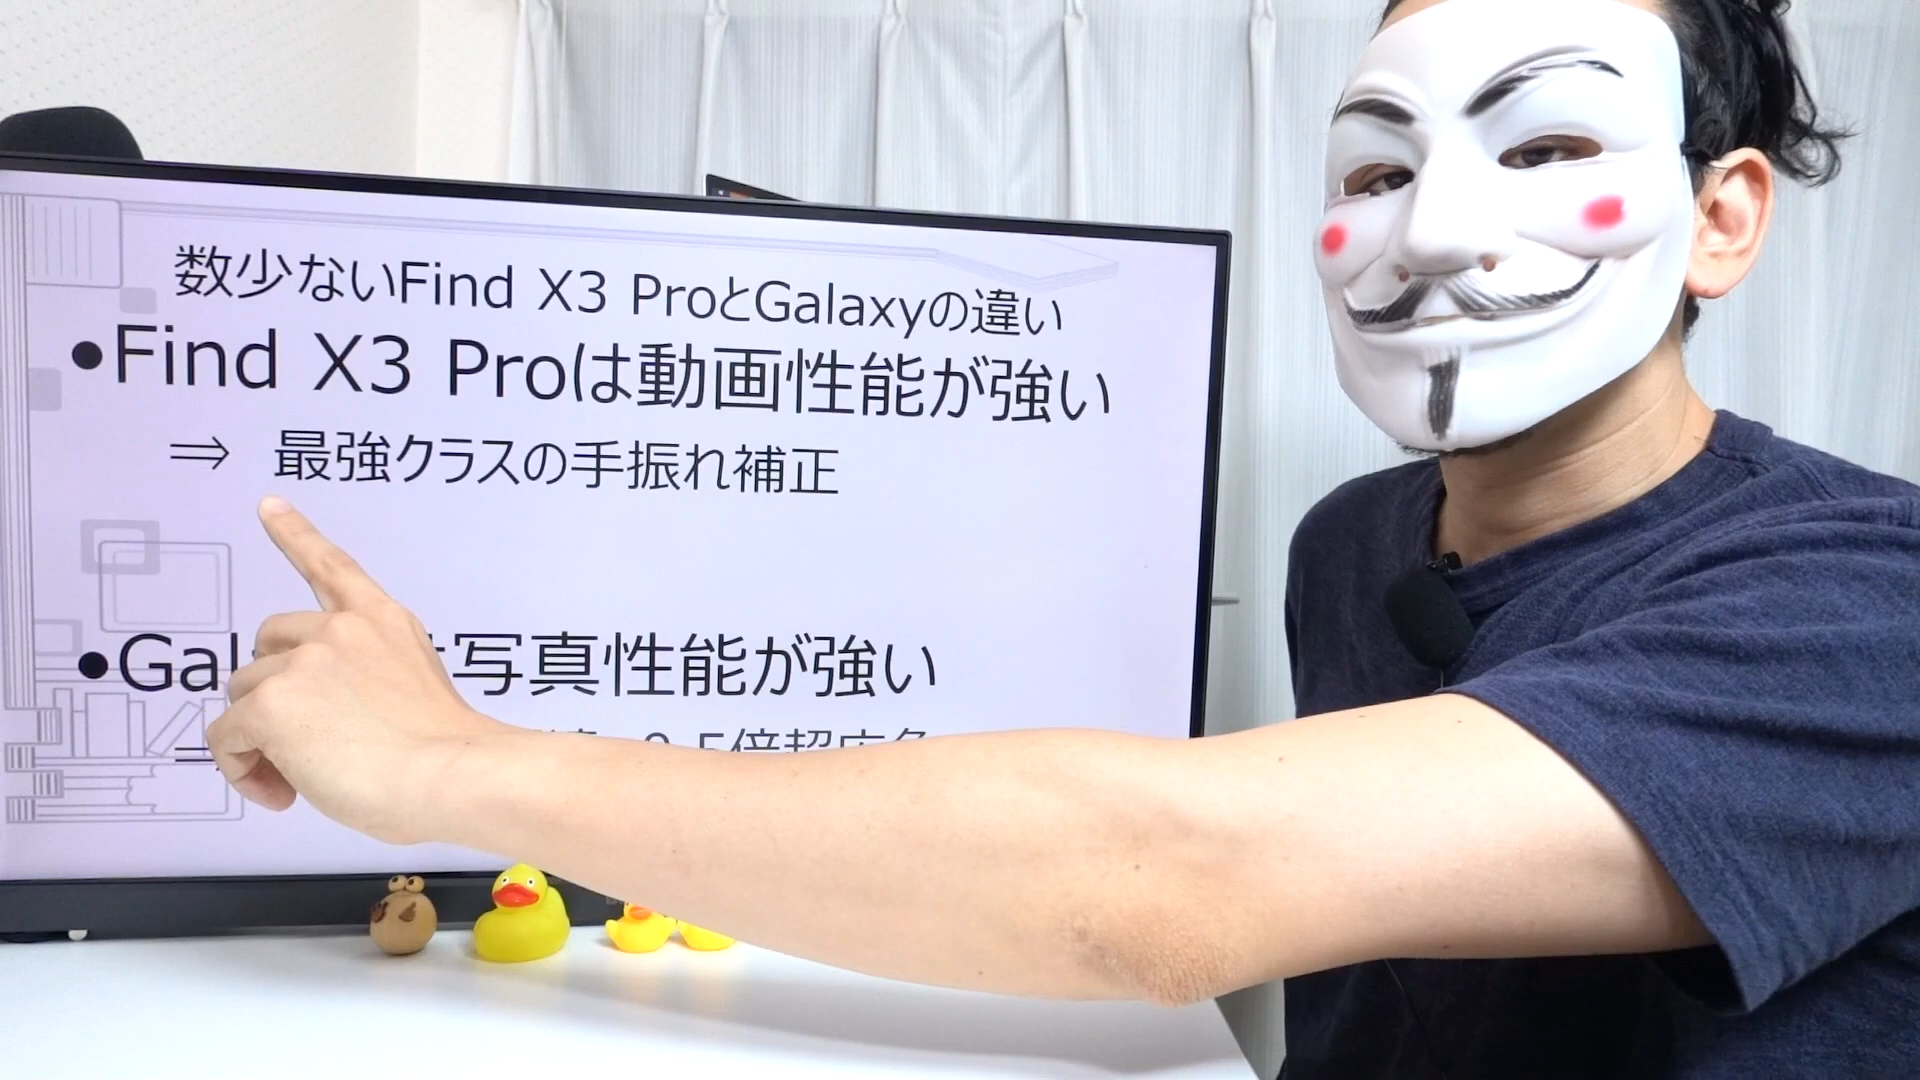 数少ないFind X3 ProとGalaxyの違い
•Find X3 Proは動画性能が強い
⇒ 最強クラスの手振れ補正
•Gal 写真性能が強い